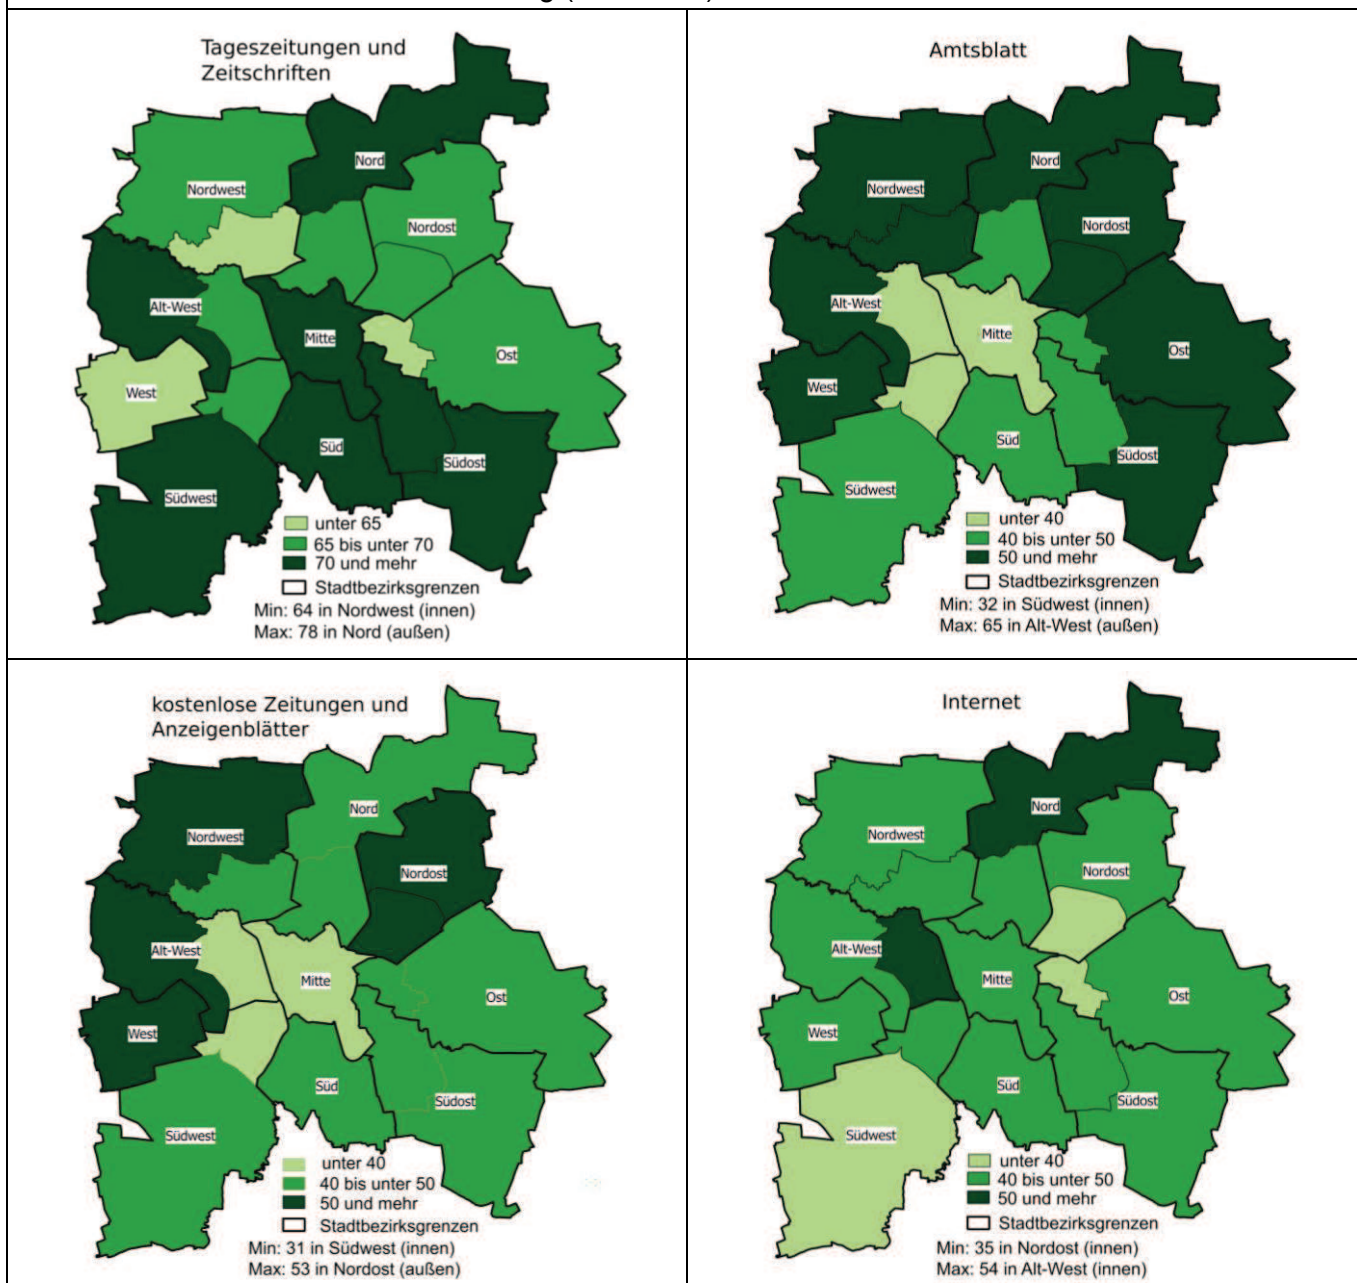 Tageszeitungen und
Zeitschriften
Nord
Nordwest
Nordost
Alt-West
Mitte
Ost
West
Süd
Südost
Südwest
unter 65
65 bis unter 70
70 und mehr
Stadtbezirksgrenzen
Min: 64 in Nordwest (innen)
Max: 78 in Nord (außen)
Amtsblatt
Nord
Nordwest
Nordost
Alt-West
Mitte
Ost
West
Süd
Südost
Südwest
unter 40
40 bis unter 50
50 und mehr
Stadtbezirksgrenzen
Min: 32 in Südwest (innen)
Max: 65 in Alt-West (außen)
kostenlose Zeitungen und
Anzeigenblätter
Nord
Nordwest
Nordost
Alt-West
Mitte
Ost
West
Süd
Südost
Südwest
unter 40
40 bis unter 50
50 und mehr
Stadtbezirksgrenzen
Min: 31 in Südwest (innen)
Max: 53 in Nordost (außen)
Internet
Nord
Nordwest
Nordost
Alt-West
Mitte
Ost
West
Süd
Südost
Südwest
unter 40
40 bis unter 50
50 und mehr
Stadtbezirksgrenzen
Min: 35 in Nordost (innen)
Max: 54 in Alt-West (innen)